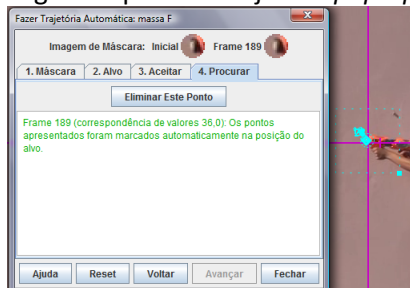 Fazer Trajetória Automática: massa F
Imagem de Máscara: Inicial Frame 189
1. Máscara 2. Alvo 3. Aceitar 4. Procurar
Eliminar Este Ponto
Frame 189 (correspondência de valores 36,0): Os pontos
apresentados foram marcados automaticamente na posição do
alvo.
Ajuda Reset Voltar Avançar Fechar